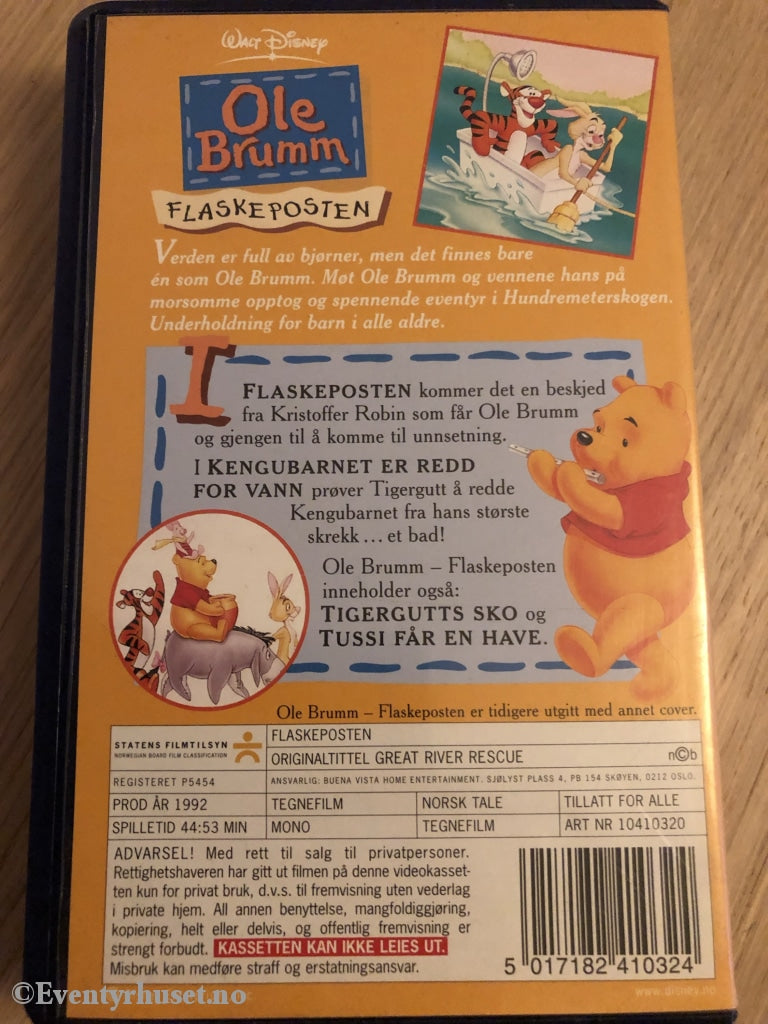 WALT DISNEY
Ole
Brumm
FLASKEPOSTEN
Verden er full av bjørner, men det finnes bare
én som Ole Brumm. Møt Ole Brumm og vennene hans på
morsomme opptog og spennende eventyr i Hundremeterskogen.
Underholdning for barn i alle aldre.
I FLASKEPOSTEN kommer det en beskjed
fra Kristoffer Robin som får Ole Brumm
og gjengen til å komme til unnsetning.
I KENGUBARNET ER REDD
FOR VANN prøver Tigergutt å redde
Kengubarnet fra hans største
skrekk ... et bad!
Ole Brumm – Flaskeposten
inneholder også:
TIGERGUTTS SKO og
TUSSI FÅR EN HAVE.
Ole Brumm – Flaskeposten er tidigere utgitt med annet cover.
STATENS FILMTILSYN
NORWEGIAN BOARD FILM CLASSIFICATION
FLASKEPOSTEN
ORIGINALTITTEL GREAT RIVER RESCUE n©b
REGISTERET P5454
ANSVARLIG: BUENA VISTA HOME ENTERTAINMENT. SJØLYST PLASS 4, PB 154 SKØYEN, 0212 OSLO.
PROD ÅR 1992 TEGNEFILM NORSK TALE TILLATT FOR ALLE
SPILLETID 44:53 MIN MONO TEGNEFILM ART NR 10410320
ADVARSEL! Med rett til salg til privatpersoner.
Rettighetshaveren har gitt ut filmen på denne videokasset-
ten kun for privat bruk, d.v.s. til fremvisning uten vederlag
i private hjem. All annen benyttelse, mangfoldiggjøring,
kopiering, helt eller delvis, og offentlig fremvisning er
strengt forbudt. KASSETTEN KAN IKKE LEIES UT.
Misbruk kan medføre straff og erstatningsansvar.
5 017182 410324
©Eventyrhuset.no
www.disney.no